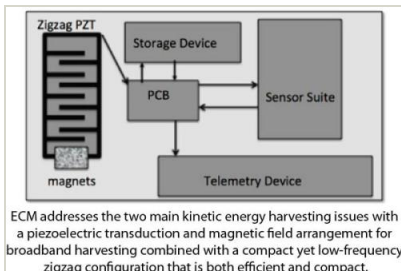 Zigzag PZT
Storage Device
PCB
Sensor Suite
magnets
Telemetry Device
ECM addresses the two main kinetic energy harvesting issues with
a piezoelectric transduction and magnetic field arrangement for
broadband harvesting combined with a compact yet low-frequency
zigzag configuration that is both efficient and compact.